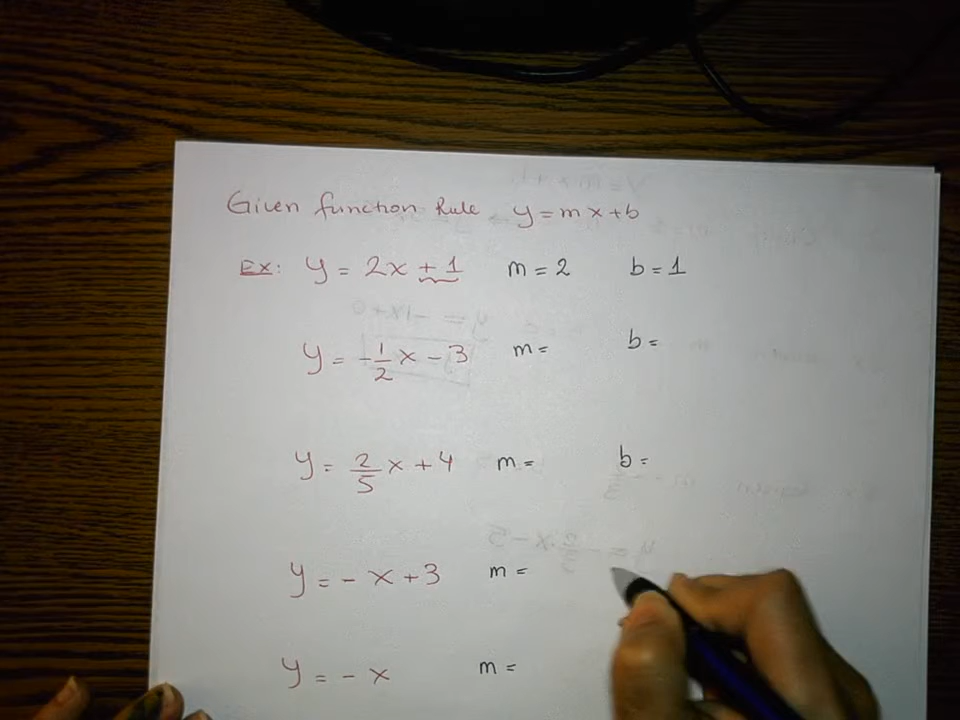 Given function Rule y = mx + b
Ex: y = 2x + 1 m = 2 b = 1
y = -1/2 x - 3 m = b =
y = 2/5 x + 4 m = b =
y = - x + 3 m =
y = - x m =